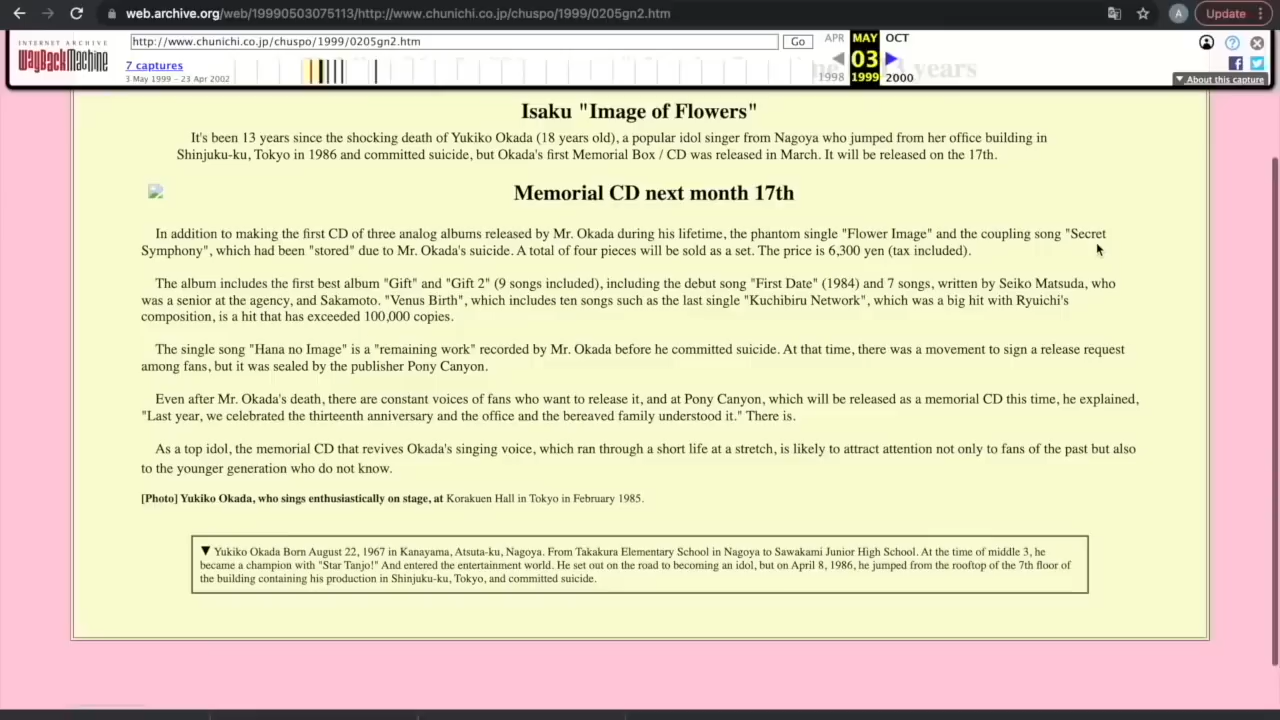 web.archive.org/web/19990503075113/http://www.chunichi.co.jp/chuspo/1999/0205gn2.htm
A
Update
INTERNET ARCHIVE
WayBackMachine
http://www.chunichi.co.jp/chuspo/1999/0205gn2.htm
Go
APR MAY OCT
7 captures
03
3 May 1999 – 23 Apr 2002
1998 1999 2000
years
About this capture
Isaku "Image of Flowers"
It's been 13 years since the shocking death of Yukiko Okada (18 years old), a popular idol singer from Nagoya who jumped from her office building in
Shinjuku-ku, Tokyo in 1986 and committed suicide, but Okada's first Memorial Box / CD was released in March. It will be released on the 17th.
Memorial CD next month 17th
In addition to making the first CD of three analog albums released by Mr. Okada during his lifetime, the phantom single "Flower Image" and the coupling song "Secret
Symphony", which had been "stored" due to Mr. Okada's suicide. A total of four pieces will be sold as a set. The price is 6,300 yen (tax included).
The album includes the first best album "Gift" and "Gift 2" (9 songs included), including the debut song "First Date" (1984) and 7 songs, written by Seiko Matsuda, who
was a senior at the agency, and Sakamoto. "Venus Birth", which includes ten songs such as the last single "Kuchibiru Network", which was a big hit with Ryuichi's
composition, is a hit that has exceeded 100,000 copies.
The single song "Hana no Image" is a "remaining work" recorded by Mr. Okada before he committed suicide. At that time, there was a movement to sign a release request
among fans, but it was sealed by the publisher Pony Canyon.
Even after Mr. Okada's death, there are constant voices of fans who want to release it, and at Pony Canyon, which will be released as a memorial CD this time, he explained,
"Last year, we celebrated the thirteenth anniversary and the office and the bereaved family understood it." There is.
As a top idol, the memorial CD that revives Okada's singing voice, which ran through a short life at a stretch, is likely to attract attention not only to fans of the past but also
to the younger generation who do not know.
[Photo] Yukiko Okada, who sings enthusiastically on stage, at Korakuen Hall in Tokyo in February 1985.
▼ Yukiko Okada Born August 22, 1967 in Kanayama, Atsuta-ku, Nagoya. From Takakura Elementary School in Nagoya to Sawakami Junior High School. At the time of middle 3, he
became a champion with "Star Tanjo!" And entered the entertainment world. He set out on the road to becoming an idol, but on April 8, 1986, he jumped from the rooftop of the 7th floor of
the building containing his production in Shinjuku-ku, Tokyo, and committed suicide.